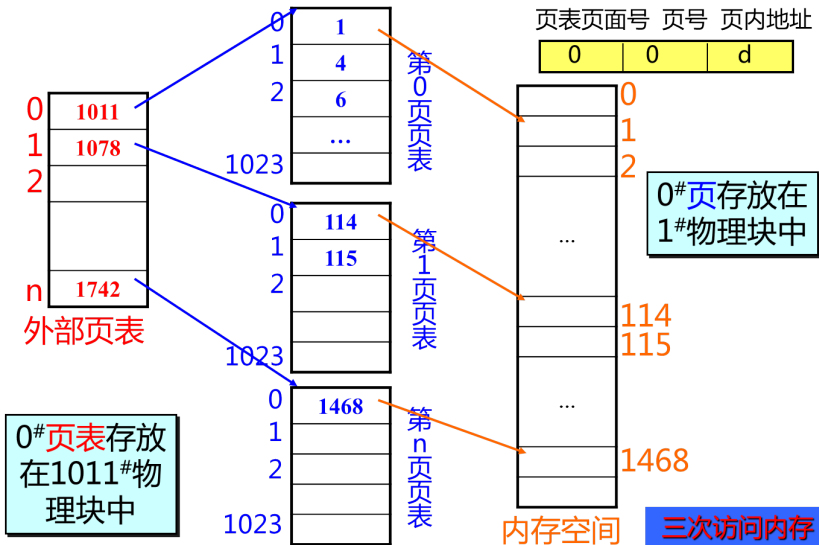 页表页面号 页号 页内地址
0 0 d
0 1
1 4
2 6
...
1023
第0页页表
0 1011
1 1078
2
n 1742
外部页表
0 114
1 115
2
1023
第1页页表
0 1468
1
2
1023
第n页页表
0
1
2
...
114
115
...
1468
内存空间
0#页存放在
1#物理块中
0#页表存放
在1011#物
理块中
三次访问内存